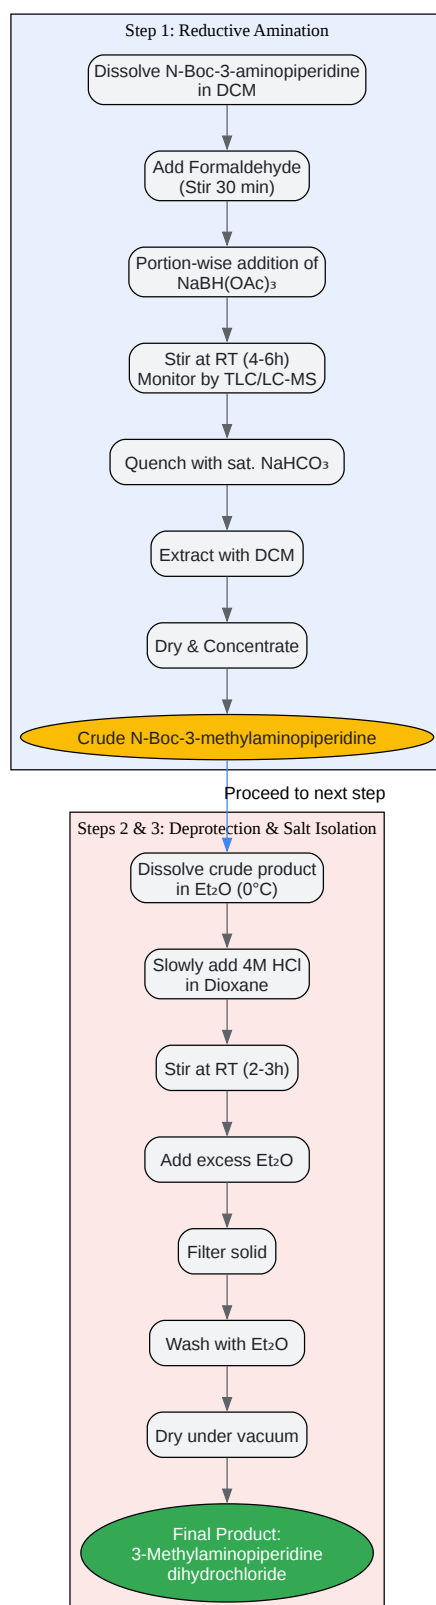 Step 1: Reductive Amination
Dissolve N-Boc-3-aminopiperidine
in DCM
Add Formaldehyde
(Stir 30 min)
Portion-wise addition of
NaBH(OAc)₃
Stir at RT (4-6h)
Monitor by TLC/LC-MS
Quench with sat. NaHCO₃
Extract with DCM
Dry & Concentrate
Crude N-Boc-3-methylaminopiperidine
Proceed to next step
Steps 2 & 3: Deprotection & Salt Isolation
Dissolve crude product
in Et₂O (0°C)
Slowly add 4M HCl
in Dioxane
Stir at RT (2-3h)
Add excess Et₂O
Filter solid
Wash with Et₂O
Dry under vacuum
Final Product:
3-Methylaminopiperidine
dihydrochloride